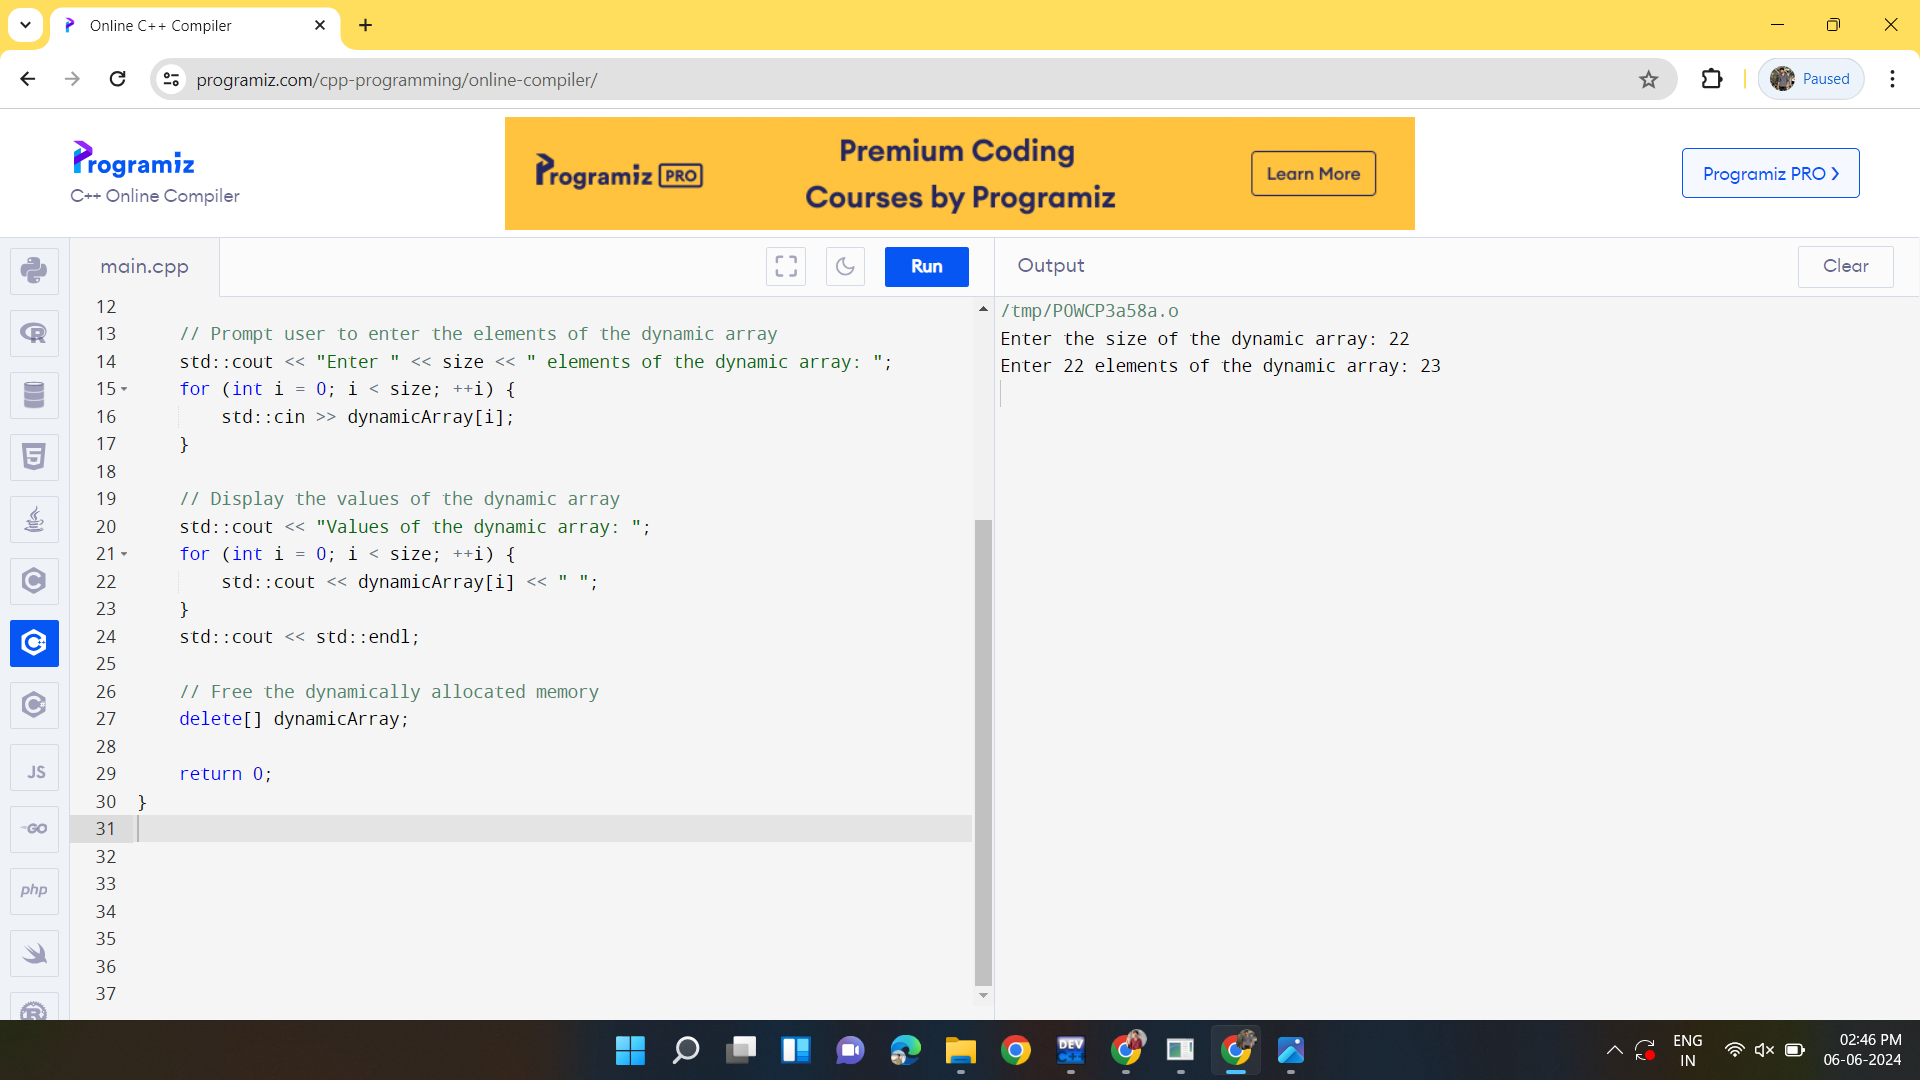 Online C++ Compiler
programiz.com/cpp-programming/online-compiler/
Paused
Programiz
C++ Online Compiler
Programiz PRO
Premium Coding
Courses by Programiz
Learn More
Programiz PRO
main.cpp
Run
Output
Clear
12
13 // Prompt user to enter the elements of the dynamic array
14 std::cout << "Enter " << size << " elements of the dynamic array: ";
15 for (int i = 0; i < size; ++i) {
16 std::cin >> dynamicArray[i];
17 }
18
19 // Display the values of the dynamic array
20 std::cout << "Values of the dynamic array: ";
21 for (int i = 0; i < size; ++i) {
22 std::cout << dynamicArray[i] << " ";
23 }
24 std::cout << std::endl;
25
26 // Free the dynamically allocated memory
27 delete[] dynamicArray;
28
29 return 0;
30 }
31
32
33
34
35
36
37
/tmp/POWCP3a58a.o
Enter the size of the dynamic array: 22
Enter 22 elements of the dynamic array: 23
JS
GO
php
DEV
C++
ENG
IN
02:46 PM
06-06-2024